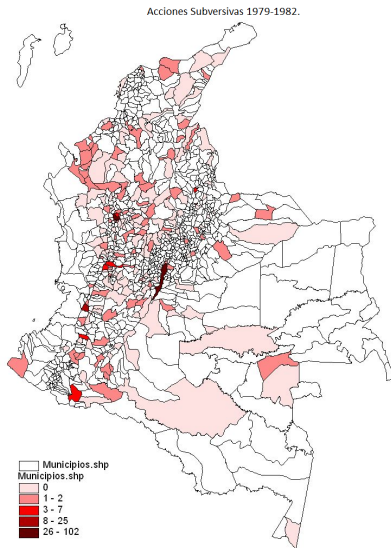 Acciones Subversivas 1979-1982.
Municipios.shp
Municipios.shp
0
1 - 2
3 - 7
8 - 25
26 - 102